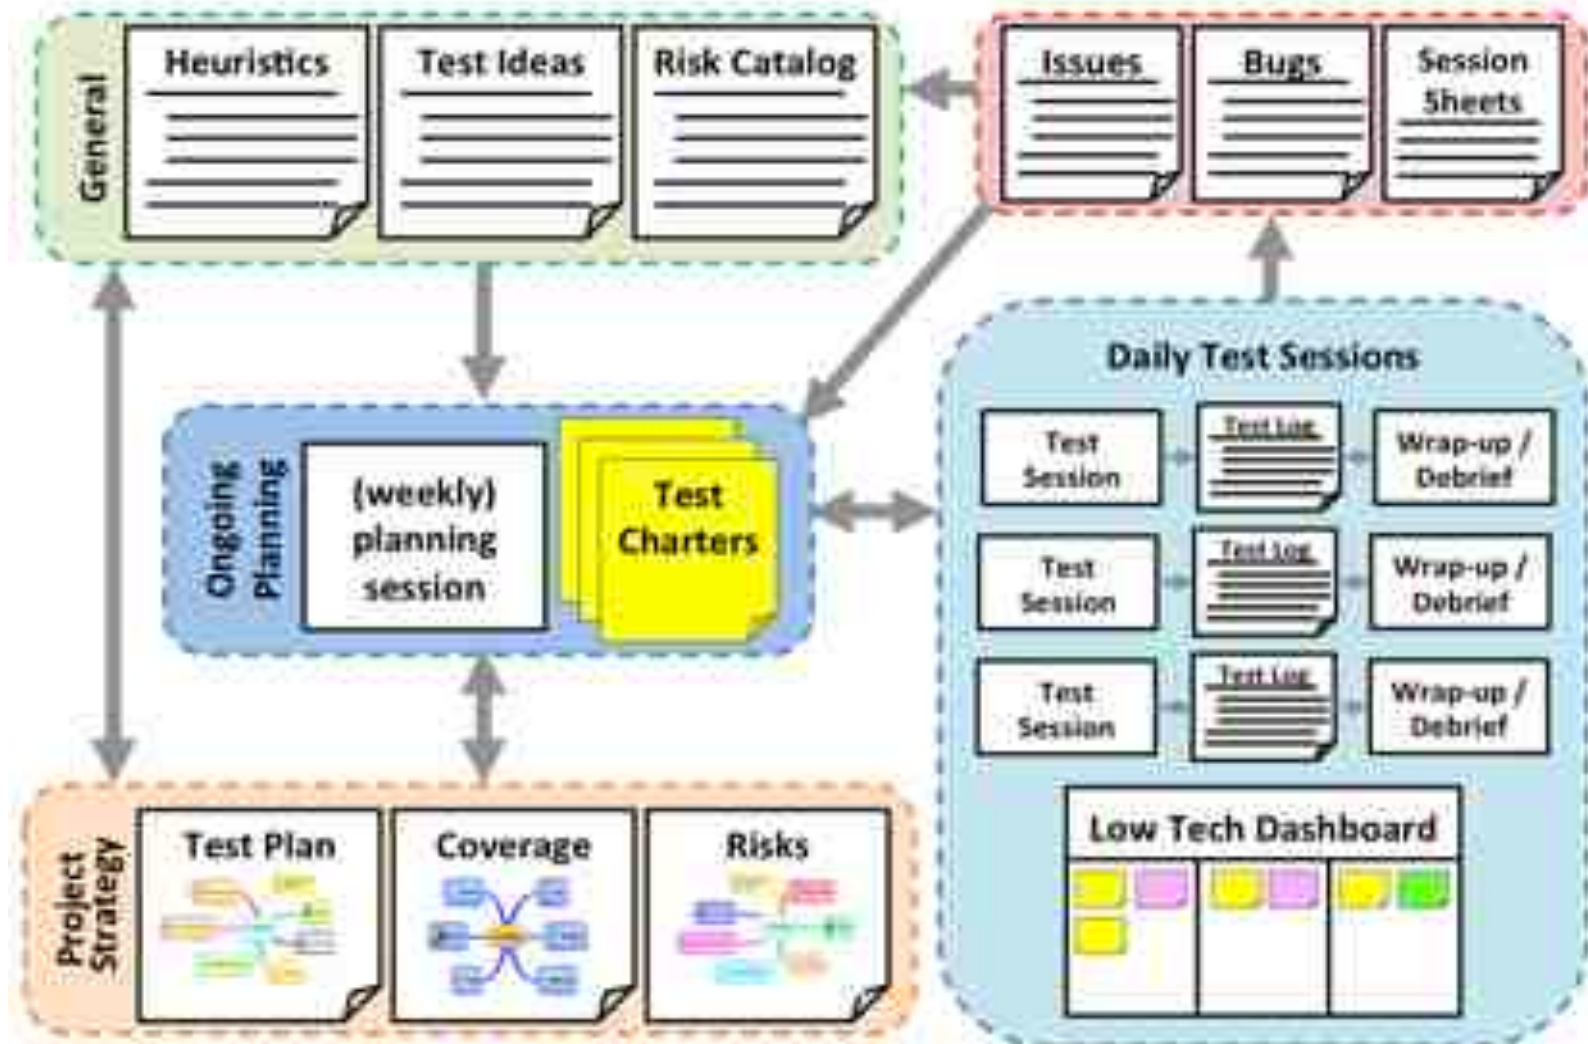 General
Heuristics
Test Ideas
Risk Catalog
Issues
Bugs
Session
Sheets
Ongoing
Planning
(weekly)
planning
session
Test
Charters
Daily Test Sessions
Test
Session
Test Log
Wrap-up /
Debrief
Test
Session
Test Log
Wrap-up /
Debrief
Test
Session
Test Log
Wrap-up /
Debrief
Low Tech Dashboard
Project
Strategy
Test Plan
Coverage
Risks